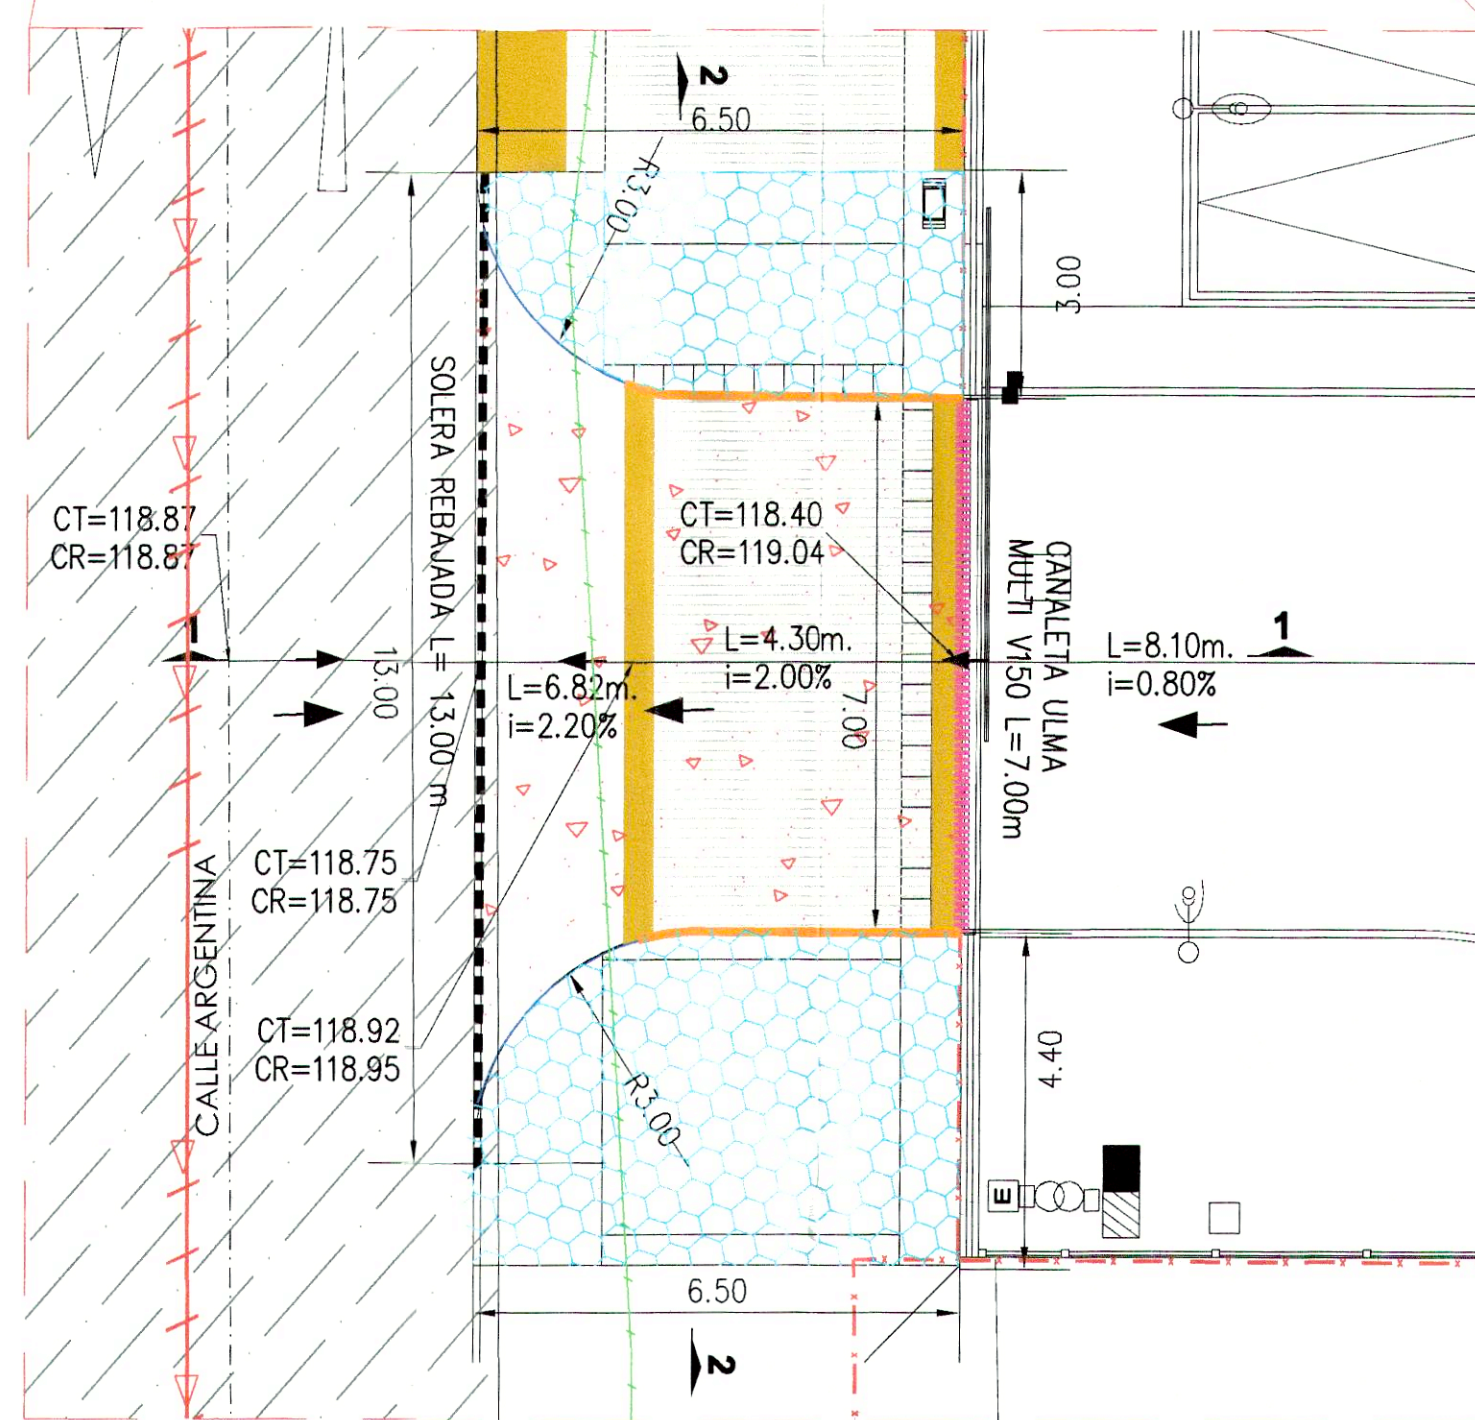 2
6.50
R3.00
3.00
SOLERA REBAJADA L= 13.00 m
13.00
CT=118.87
CR=118.87
CT=118.40
CR=119.04
CANALETA ULMA
MULTI V150 L=7.00m
1
L=4.30m.
i=2.00%
7.00
L=8.10m.
i=0.80%
1
L=6.82m.
i=2.20%
CT=118.75
CR=118.75
CALLE ARGENTINA
CT=118.92
CR=118.95
R3.00
4.40
E
6.50
2